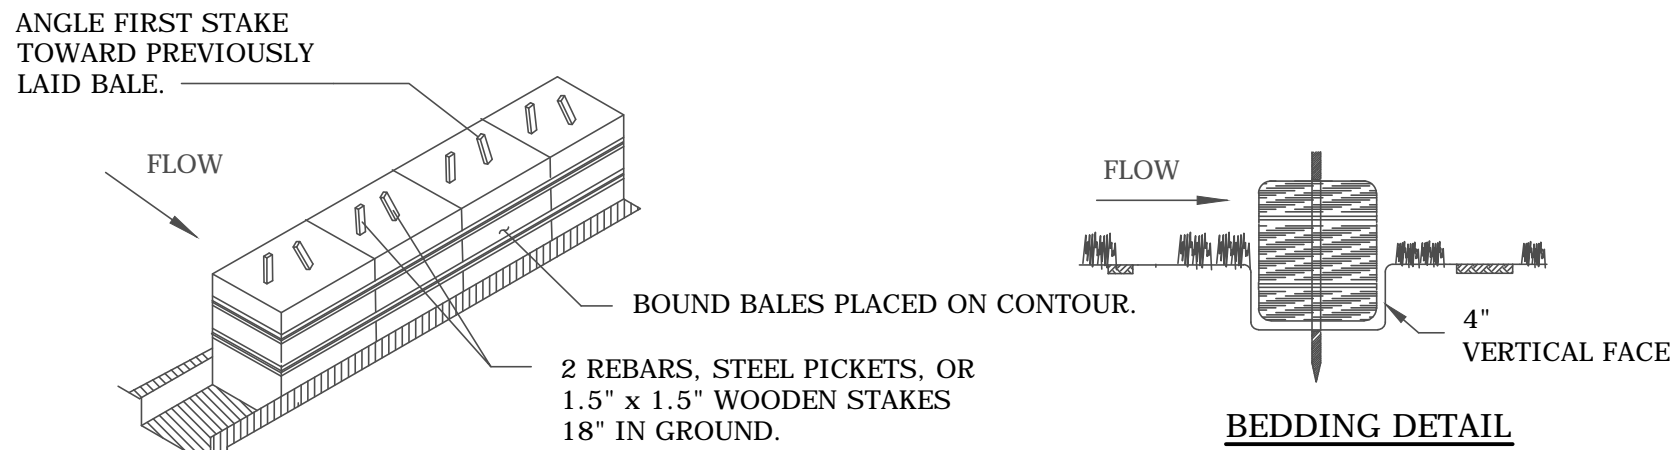 ANGLE FIRST STAKE
TOWARD PREVIOUSLY
LAID BALE.
FLOW
BOUND BALES PLACED ON CONTOUR.
2 REBARS, STEEL PICKETS, OR
1.5" x 1.5" WOODEN STAKES
18" IN GROUND.
FLOW
4"
VERTICAL FACE
BEDDING DETAIL